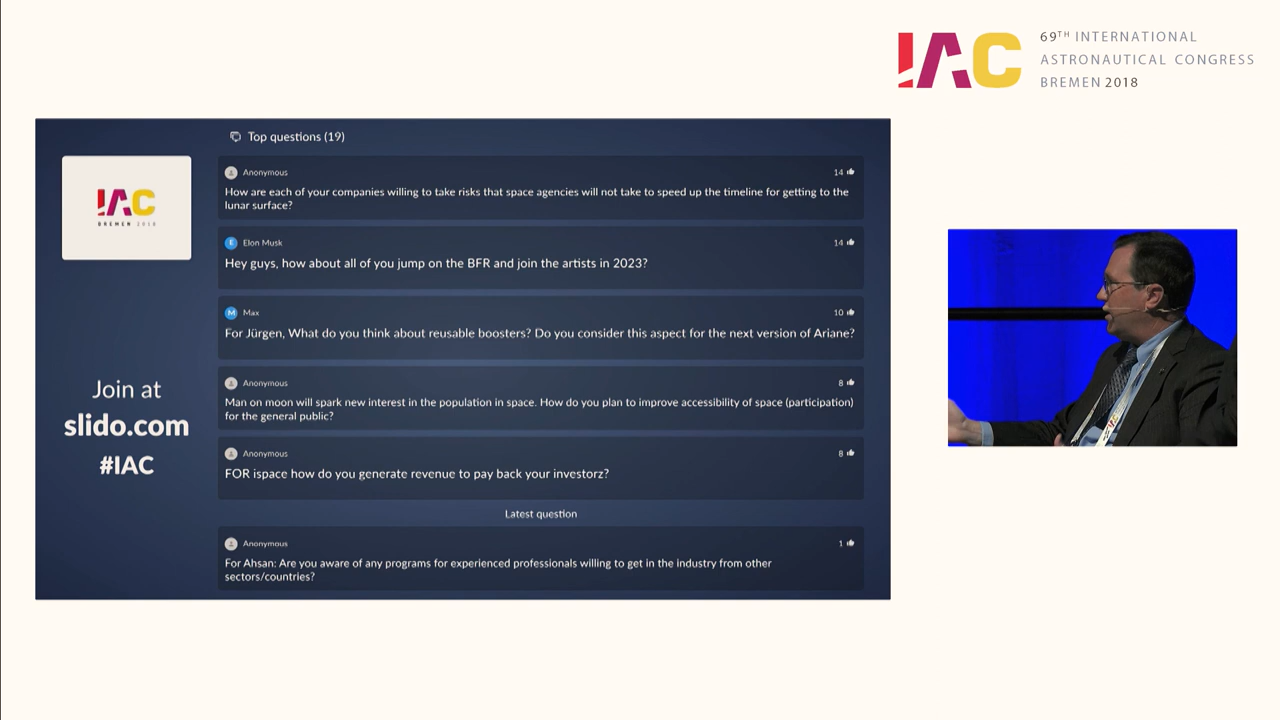 IAC
69TH INTERNATIONAL
ASTRONAUTICAL CONGRESS
BREMEN 2018
Top questions (19)
IAC
BREMEN 2018
Join at
slido.com
#IAC
Anonymous
14
How are each of your companies willing to take risks that space agencies will not take to speed up the timeline for getting to the
lunar surface?
E Elon Musk
14
Hey guys, how about all of you jump on the BFR and join the artists in 2023?
M Max
10
For Jürgen, What do you think about reusable boosters? Do you consider this aspect for the next version of Ariane?
Anonymous
8
Man on moon will spark new interest in the population in space. How do you plan to improve accessibility of space (participation)
for the general public?
Anonymous
8
FOR ispace how do you generate revenue to pay back your investorz?
Latest question
Anonymous
1
For Ahsan: Are you aware of any programs for experienced professionals willing to get in the industry from other
sectors/countries?